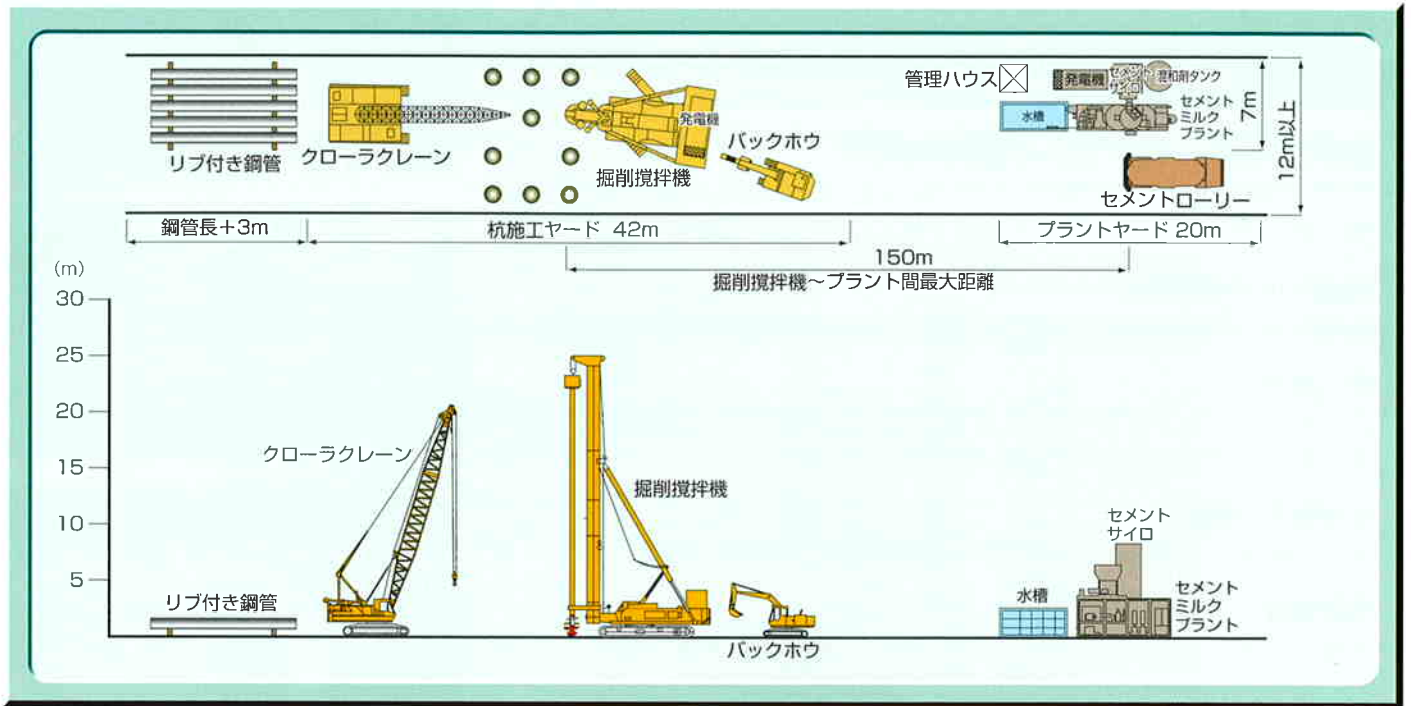 管理ハウス
発電機
セメント
サイロ
混和剤タンク
水槽
セメント
ミルク
プラント
7m
12m以上
発電機
バックホウ
リブ付き鋼管
クローラクレーン
掘削撹拌機
セメントローリー
鋼管長+3m
杭施工ヤード 42m
プラントヤード 20m
150m
掘削撹拌機〜プラント間最大距離
(m)
30
25
20
15
10
5
クローラクレーン
掘削撹拌機
セメント
サイロ
リブ付き鋼管
水槽
セメント
ミルク
プラント
バックホウ